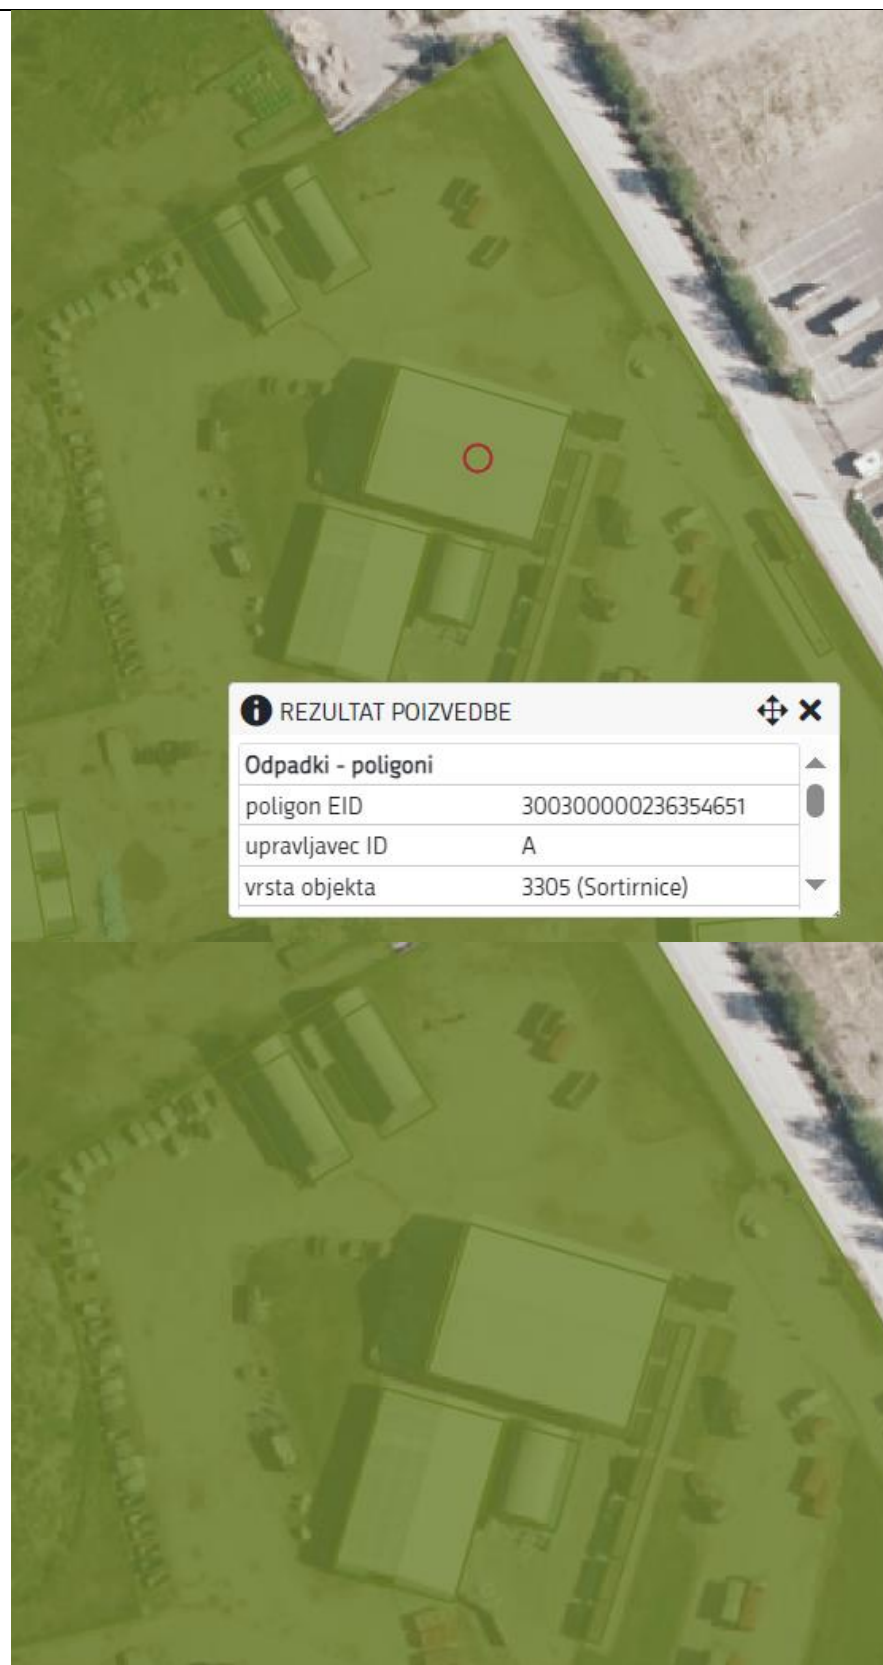 REZULTAT POIZVEDBE
Odpadki - poligoni
poligon EID 300300000236354651
upravljavec ID A
vrsta objekta 3305 (Sortirnice)